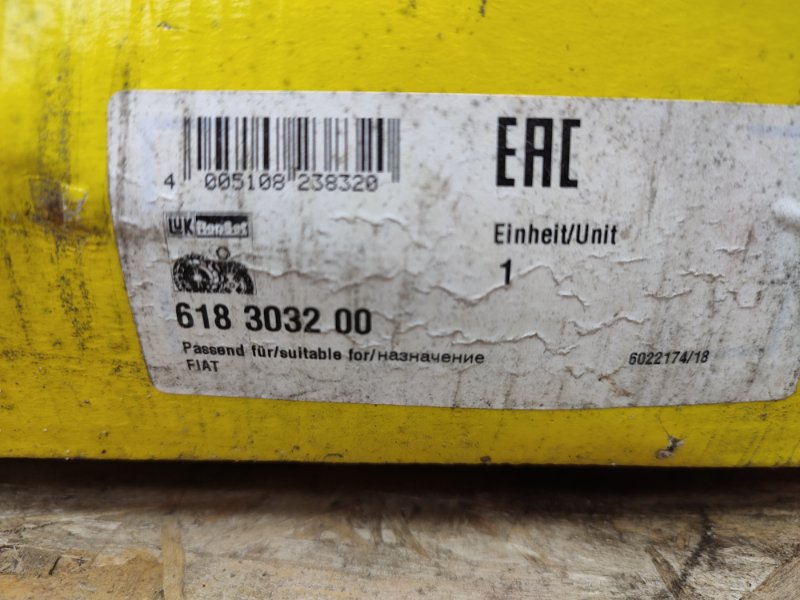 4 005108 238320
EAC
LuK RepSet
Einheit/Unit
1
618 3032 00
Passend für/suitable for/назначение
FIAT
6022174/18